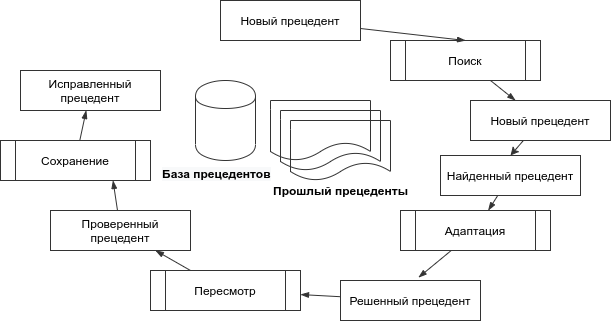 Новый прецедент
Поиск
Новый прецедент
Найденный прецедент
Адаптация
Решенный прецедент
Пересмотр
Проверенный
прецедент
Сохранение
Исправленный
прецедент
База прецедентов
Прошлый прецеденты